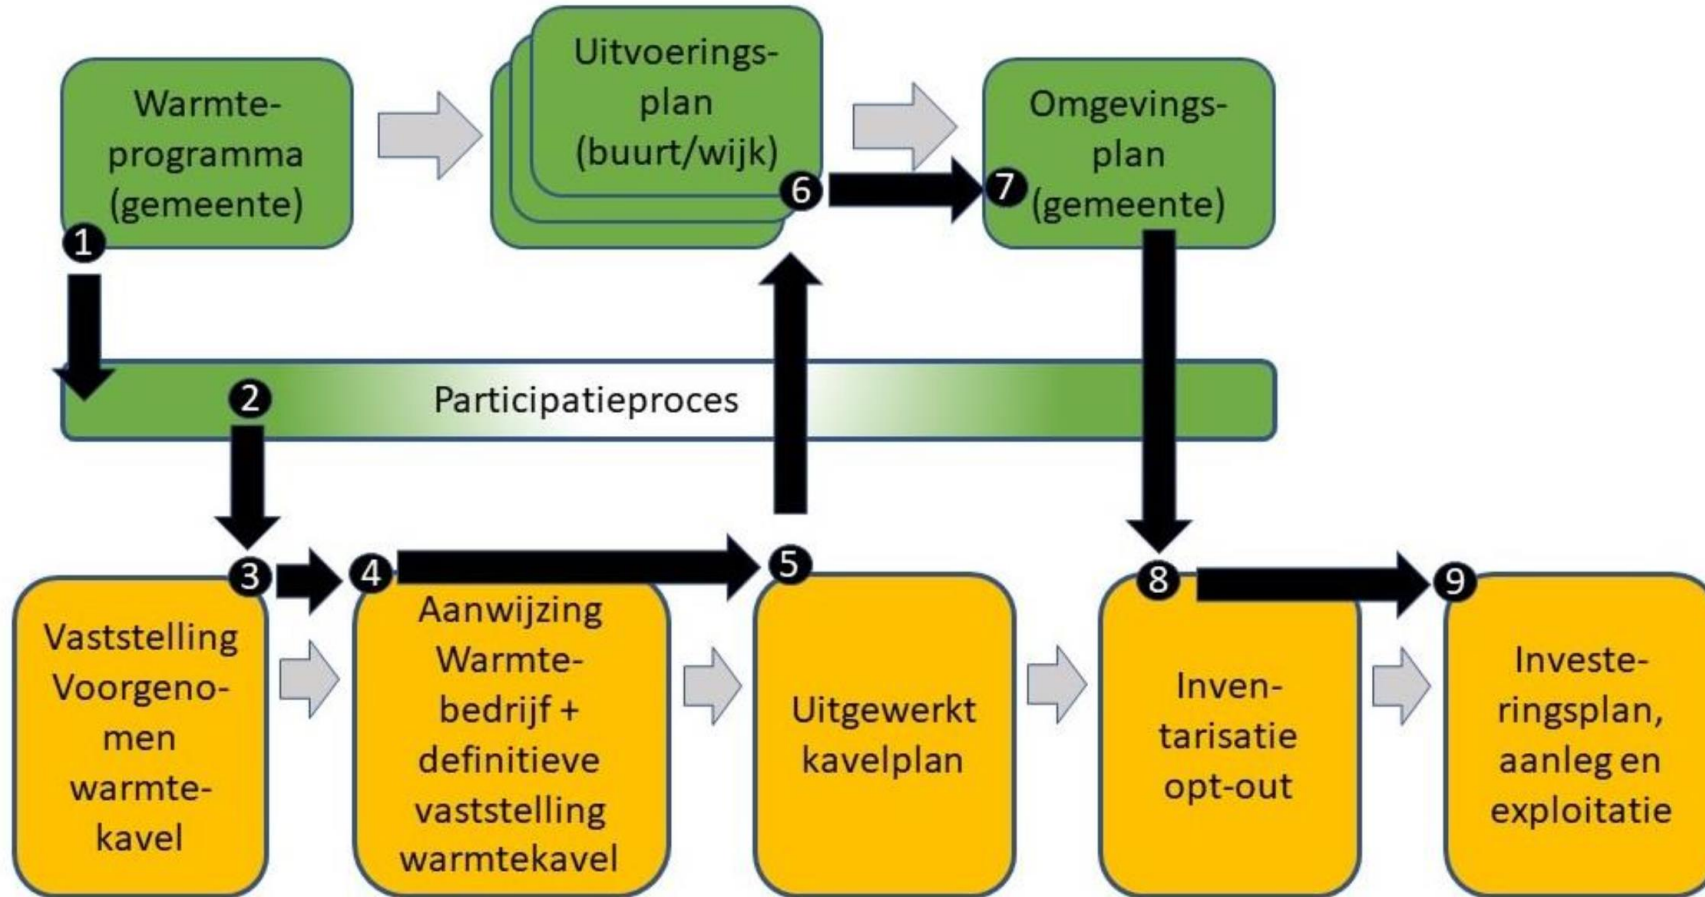 Warmte-
programma
(gemeente)
1
Uitvoerings-
plan
(buurt/wijk)
6
Omgevings-
plan
7
(gemeente)
2
Participatieproces
3
Vaststelling
Voorgeno-
men
warmte-
kavel
4
Aanwijzing
Warmte-
bedrijf +
definitieve
vaststelling
warmtekavel
5
Uitgewerkt
kavelplan
8
Inven-
tarisatie
opt-out
9
Investe-
ringsplan,
aanleg en
exploitatie